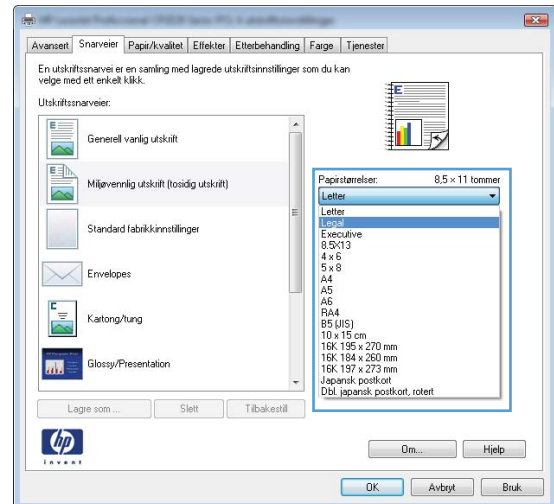 Avansert Snarveier Papir/kvalitet Effekter Etterbehandling Farge Tjenester
En utskriftssnarvei er en samling med lagrede utskriftsinnstillinger som du kan
velge med ett enkelt klikk.
Utskriftssnarveier:
Generell vanlig utskrift
Miljøvennlig utskrift (tosidig utskrift)
Standard fabrikkinnstillinger
Envelopes
Kartong/tung
Glossy/Presentation
Lagre som ... Slett Tilbakestill
E
Papirstørrelser: 8,5 × 11 tommer
Letter
Letter
Legal
Executive
8.5X13
4 x 6
5 x 8
A4
A5
A6
RA4
B5 (JIS)
10 x 15 cm
16K 195 x 270 mm
16K 184 x 260 mm
16K 197 x 273 mm
Japansk postkort
Dbl. japansk postkort, rotert
hp
invent
Om... Hjelp
OK Avbryt Bruk